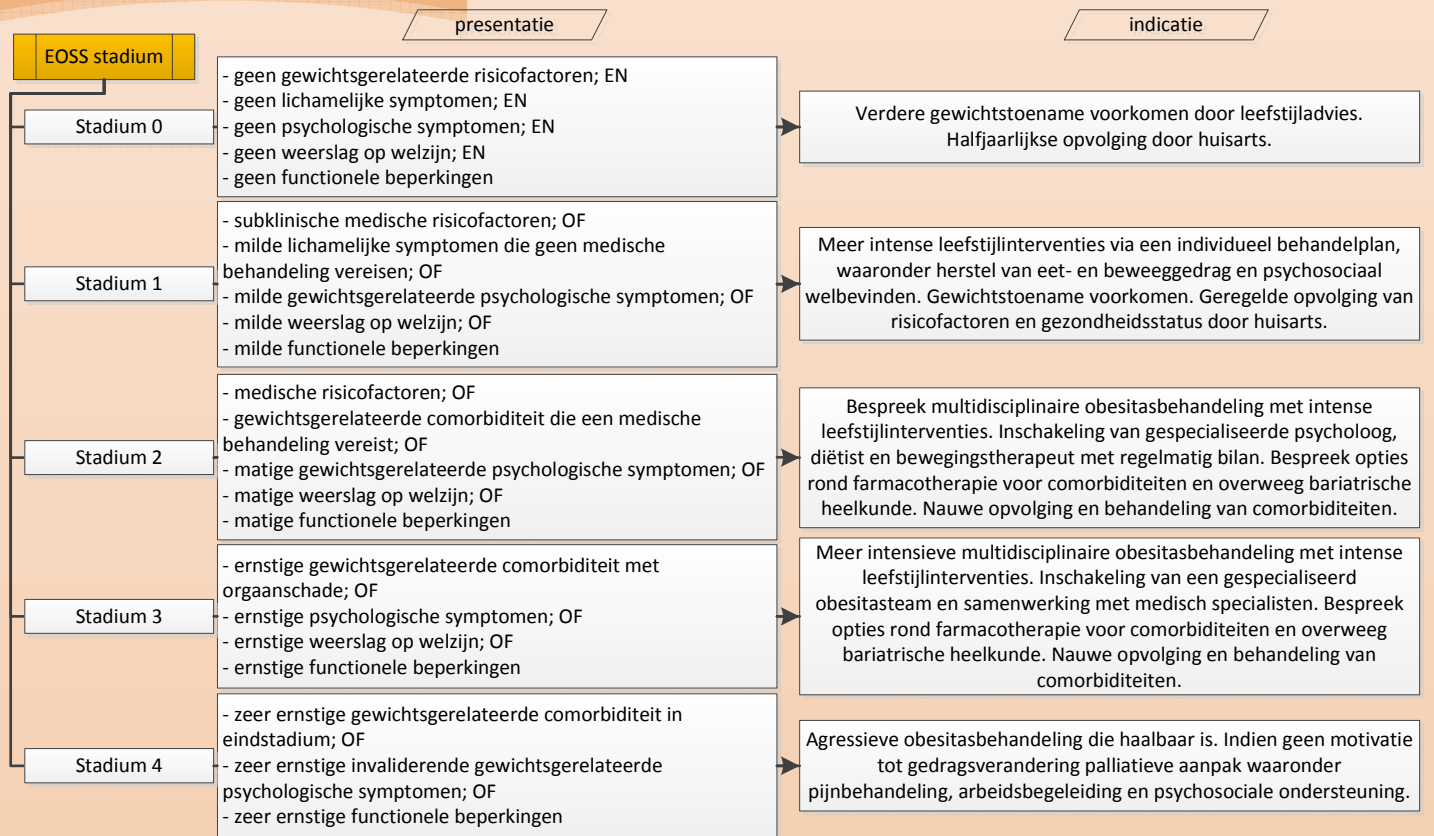 presentatie
indicatie
EOSS stadium
Stadium 0
- geen gewichtsgerelateerde risicofactoren; EN
- geen lichamelijke symptomen; EN
- geen psychologische symptomen; EN
- geen weerslag op welzijn; EN
- geen functionele beperkingen
Verdere gewichtstoename voorkomen door leefstijladvies.
Halfjaarlijkse opvolging door huisarts.
Stadium 1
- subklinische medische risicofactoren; OF
- milde lichamelijke symptomen die geen medische
behandeling vereisen; OF
- milde gewichtsgerelateerde psychologische symptomen; OF
- milde weerslag op welzijn; OF
- milde functionele beperkingen
Meer intense leefstijlinterventies via een individueel behandelplan,
waaronder herstel van eet- en beweeggedrag en psychosociaal
welbevinden. Gewichtstoename voorkomen. Geregelde opvolging van
risicofactoren en gezondheidsstatus door huisarts.
Stadium 2
- medische risicofactoren; OF
- gewichtsgerelateerde comorbiditeit die een medische
behandeling vereist; OF
- matige gewichtsgerelateerde psychologische symptomen; OF
- matige weerslag op welzijn; OF
- matige functionele beperkingen
Bespreek multidisciplinaire obesitasbehandeling met intense
leefstijlinterventies. Inschakeling van gespecialiseerde psycholoog,
diëtist en bewegingstherapeut met regelmatig bilan. Bespreek opties
rond farmacotherapie voor comorbiditeiten en overweeg bariatrische
heelkunde. Nauwe opvolging en behandeling van comorbiditeiten.
Stadium 3
- ernstige gewichtsgerelateerde comorbiditeit met
orgaanschade; OF
- ernstige psychologische symptomen; OF
- ernstige weerslag op welzijn; OF
- ernstige functionele beperkingen
Meer intensieve multidisciplinaire obesitasbehandeling met intense
leefstijlinterventies. Inschakeling van een gespecialiseerd
obesitasteam en samenwerking met medisch specialisten. Bespreek
opties rond farmacotherapie voor comorbiditeiten en overweeg
bariatrische heelkunde. Nauwe opvolging en behandeling van
comorbiditeiten.
Stadium 4
- zeer ernstige gewichtsgerelateerde comorbiditeit in
eindstadium; OF
- zeer ernstige invaliderende gewichtsgerelateerde
psychologische symptomen; OF
- zeer ernstige functionele beperkingen
Agressieve obesitasbehandeling die haalbaar is. Indien geen motivatie
tot gedragsverandering palliatieve aanpak waaronder
pijnbehandeling, arbeidsbegeleiding en psychosociale ondersteuning.